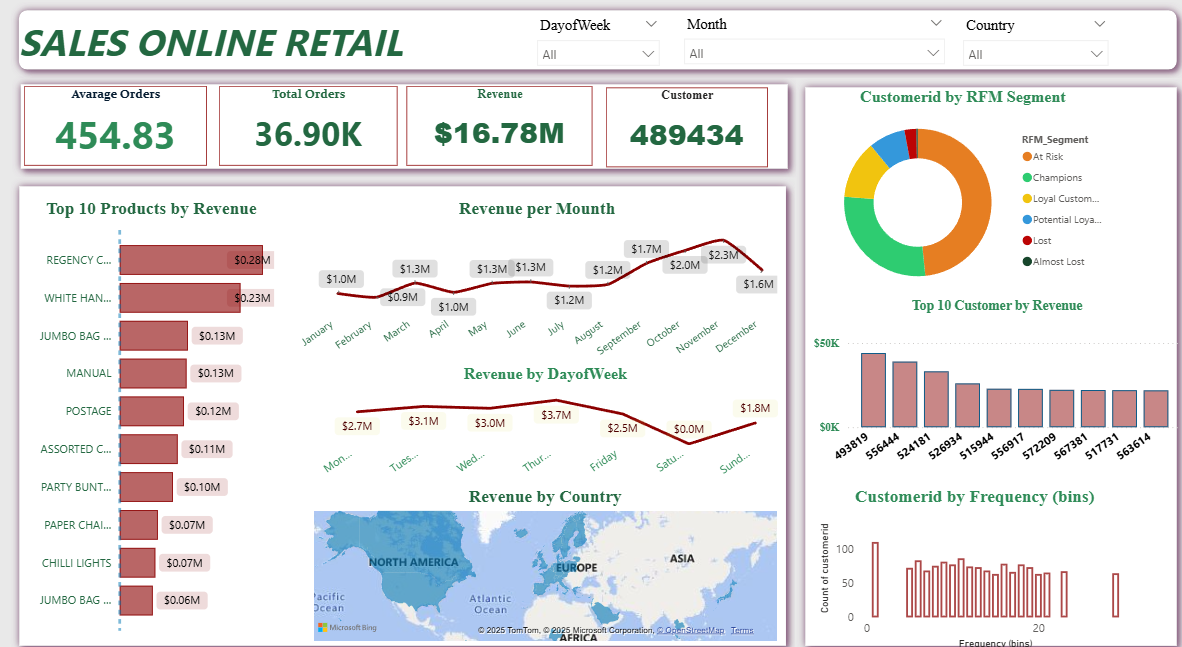 SALES ONLINE RETAIL
DayofWeek
All
Month
All
Country
All
Avarage Orders
454.83
Total Orders
36.90K
Revenue
$16.78M
Customer
489434
Top 10 Products by Revenue
REGENCY C... $0.28M
WHITE HAN... $0.23M
JUMBO BAG ... $0.13M
MANUAL $0.13M
POSTAGE $0.12M
ASSORTED C... $0.11M
PARTY BUNT... $0.10M
PAPER CHAI... $0.07M
CHILLI LIGHTS $0.07M
JUMBO BAG ... $0.06M
Revenue per Mounth
$1.0M $0.9M $1.3M $1.0M $1.3M $1.3M $1.2M $1.2M $1.7M $2.0M $2.3M $1.6M
January February March April May June July August September October November December
Revenue by DayofWeek
$2.7M $3.1M $3.0M $3.7M $2.5M $0.0M $1.8M
Mon... Tues... Wed... Thur... Friday Satu... Sund...
Revenue by Country
NORTH AMERICA
EUROPE
ASIA
Pacific
Ocean
Atlantic
Ocean
AFRICA
Microsoft Bing
© 2025 TomTom, © 2025 Microsoft Corporation, © OpenStreetMap Terms
Customerid by RFM Segment
RFM_Segment
At Risk
Champions
Loyal Custom...
Potential Loya...
Lost
Almost Lost
Top 10 Customer by Revenue
$50K
$0K
493819 556444 524181 526934 515944 556917 572209 567381 517731 563614
Customerid by Frequency (bins)
Count of customerid
100
50
0
0 20
Frequency (bins)